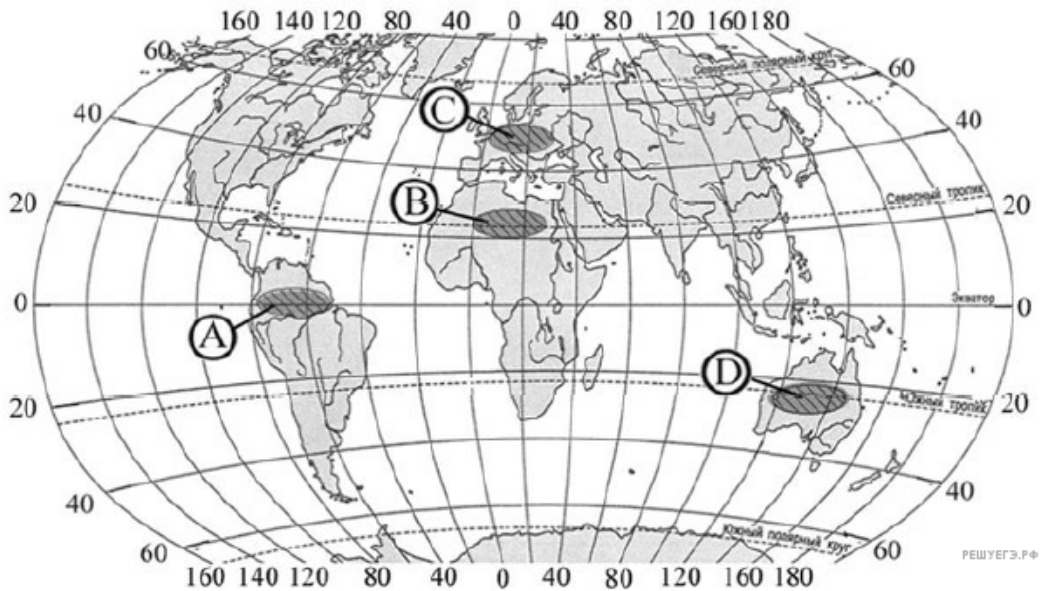 160 140 120 80 40 0 40 80 120 160 180
60
Северный полярный круг
60
C
40
40
B
Северный тропик
20
20
0
Экватор
0
A
D
Южный тропик
20
20
40
40
Южный полярный круг
60
60
РЕШУЕГЭ.РФ
160 140 120 80 40 0 40 80 120 160 180